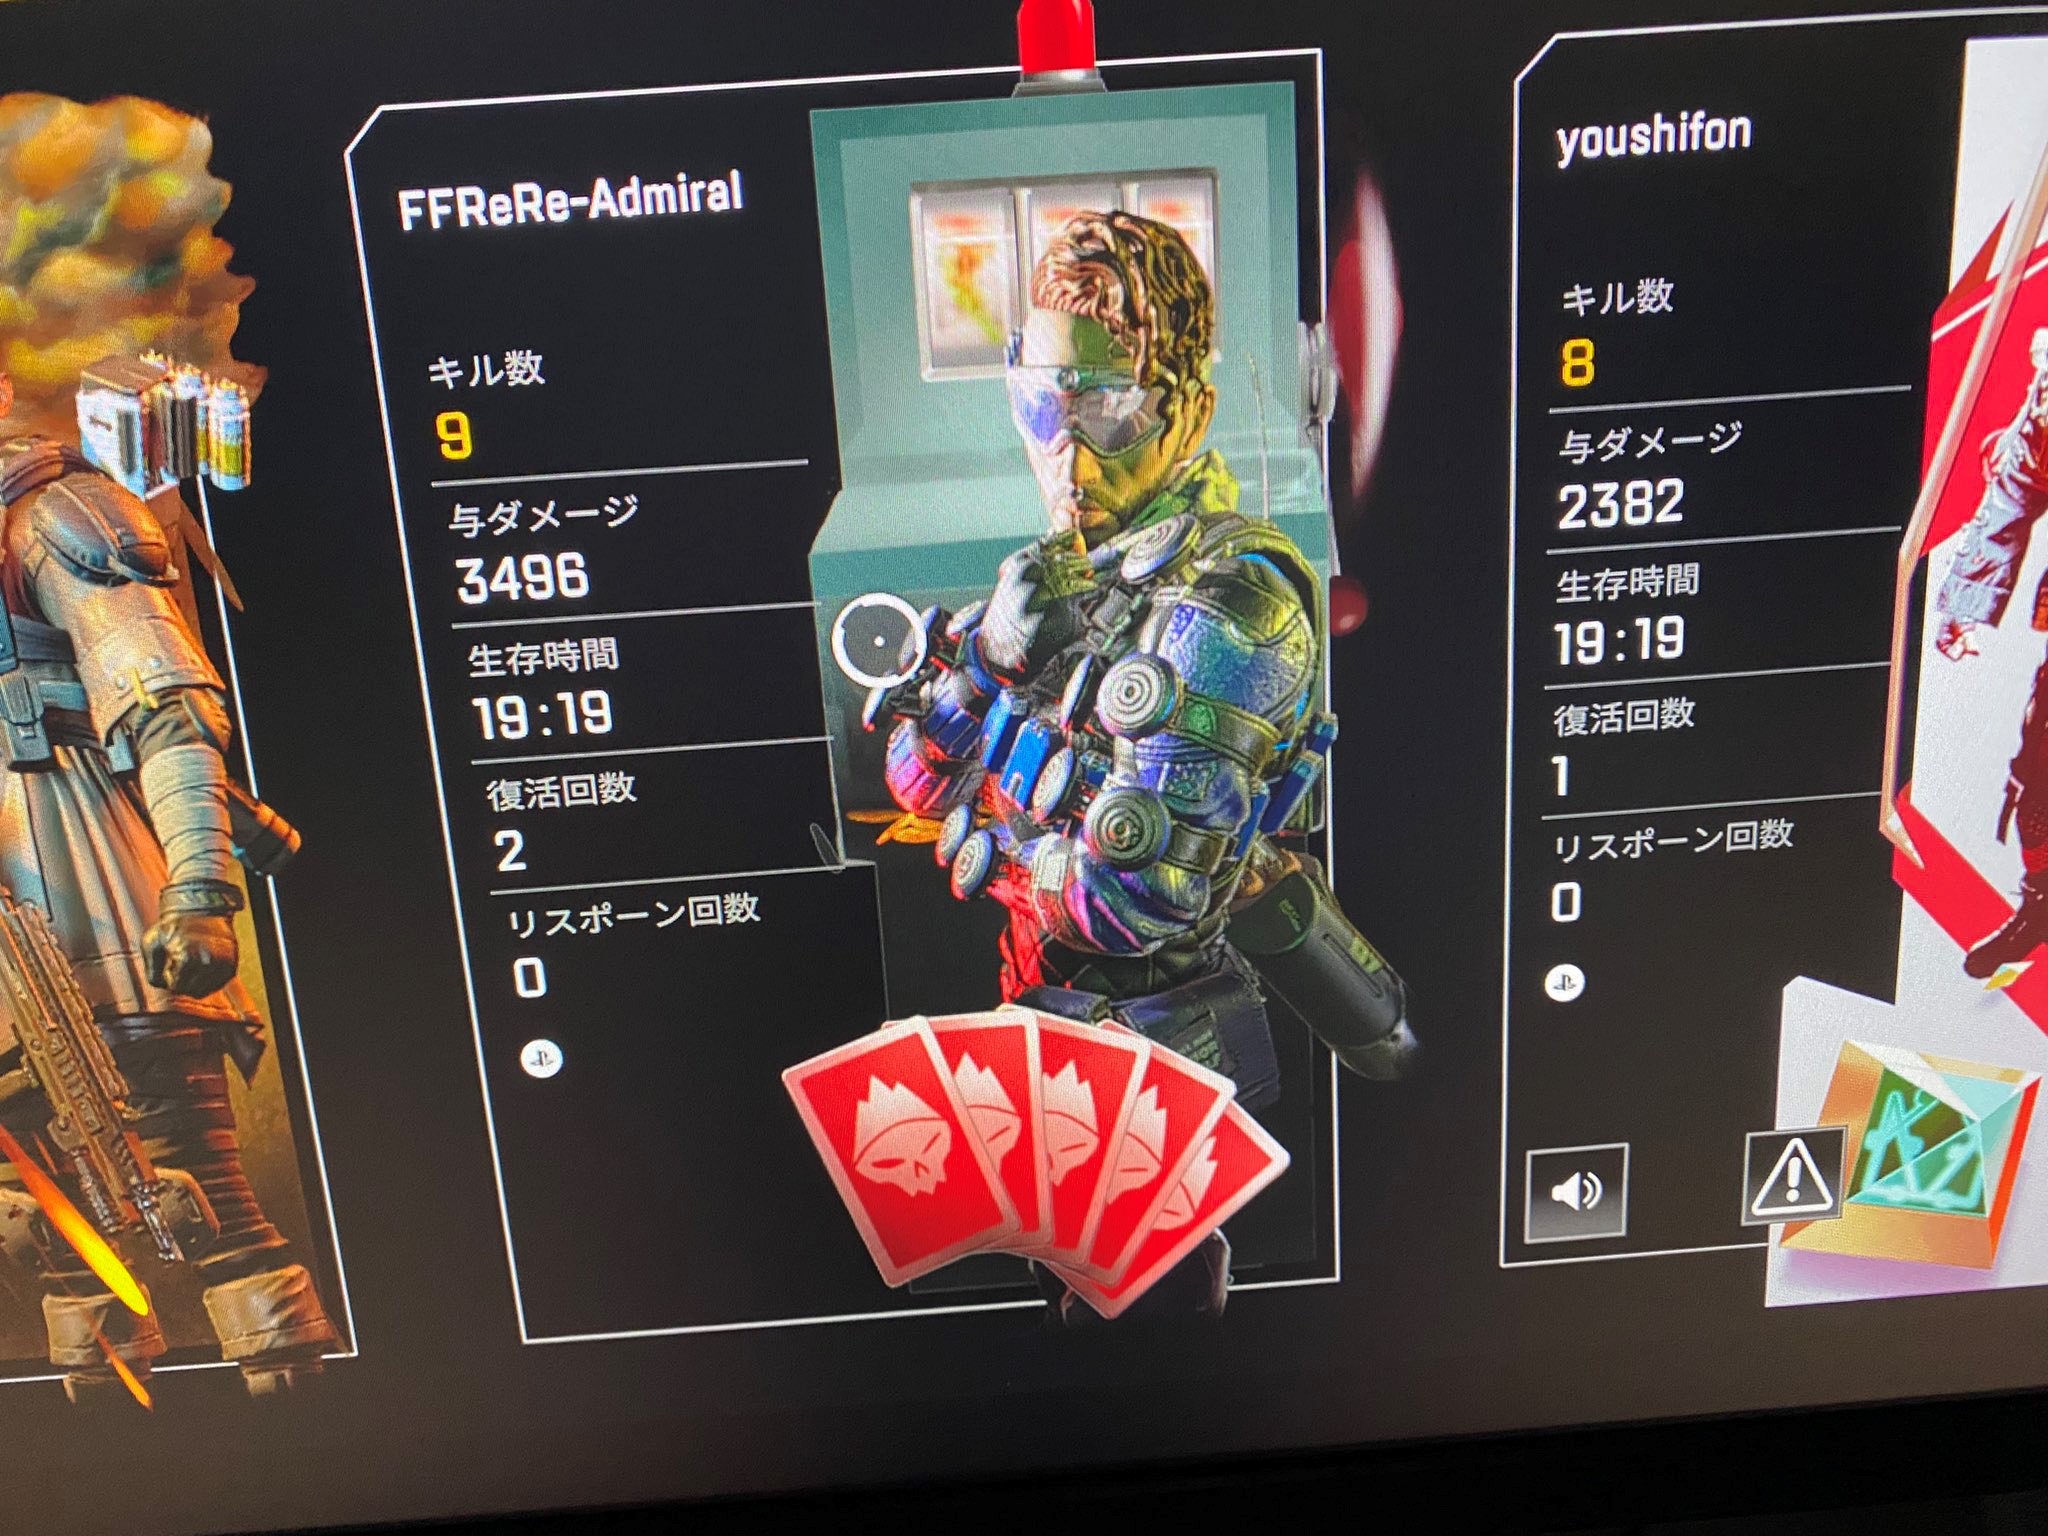 FFReRe-Admiral
キル数
9
与ダメージ
3496
生存時間
19:19
復活回数
2
リスポーン回数
0
youshifon
キル数
8
与ダメージ
2382
生存時間
19:19
復活回数
1
リスポーン回数
0